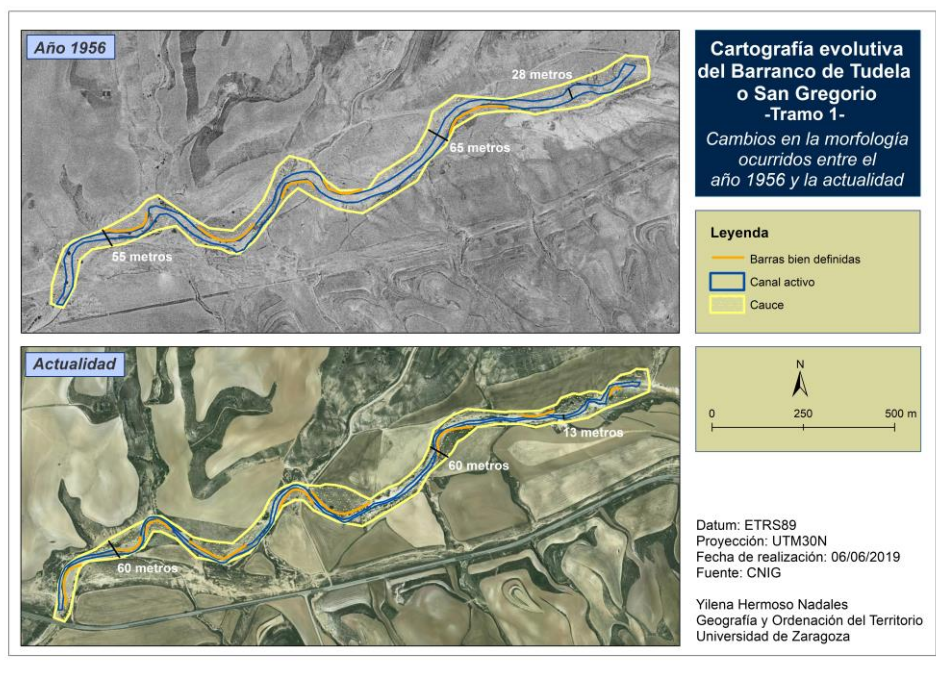 Año 1956
28 metros
65 metros
55 metros
Actualidad
13 metros
60 metros
60 metros
Cartografía evolutiva
del Barranco de Tudela
o San Gregorio
-Tramo 1-
Cambios en la morfología
ocurridos entre el
año 1956 y la actualidad
Leyenda
Barras bien definidas
Canal activo
Cauce
N
0 250 500 m
Datum: ETRS89
Proyección: UTM30N
Fecha de realización: 06/06/2019
Fuente: CNIG
Yilena Hermoso Nadales
Geografía y Ordenación del Territorio
Universidad de Zaragoza